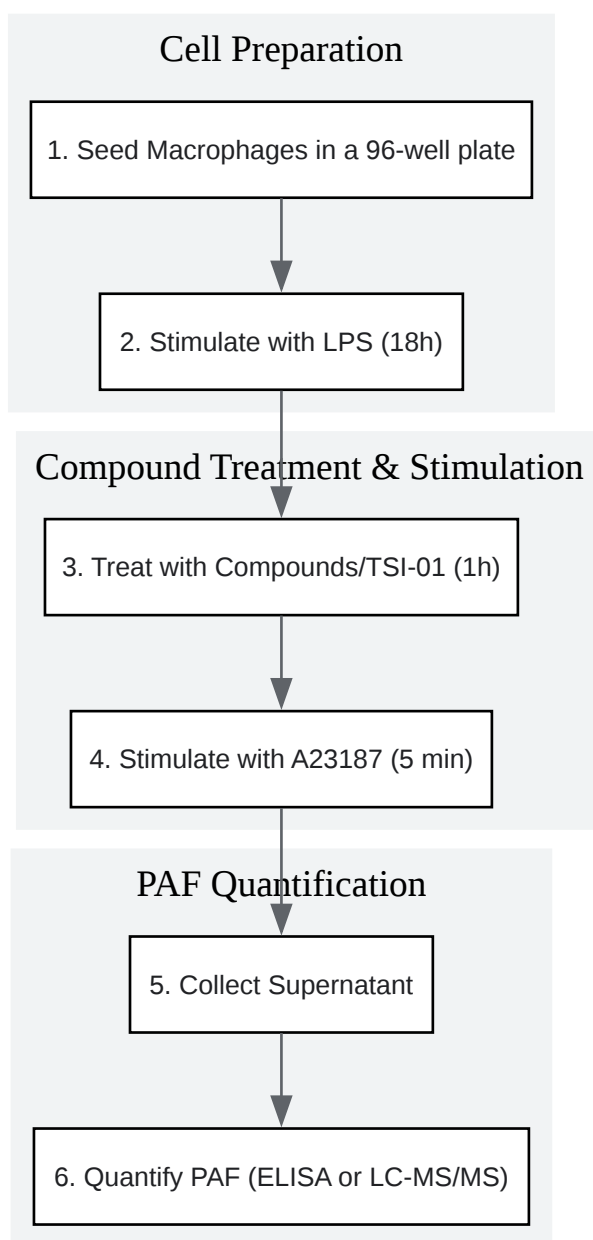 Cell Preparation
1. Seed Macrophages in a 96-well plate
2. Stimulate with LPS (18h)
Compound Treatment & Stimulation
3. Treat with Compounds/TSI-01 (1h)
4. Stimulate with A23187 (5 min)
PAF Quantification
5. Collect Supernatant
6. Quantify PAF (ELISA or LC-MS/MS)